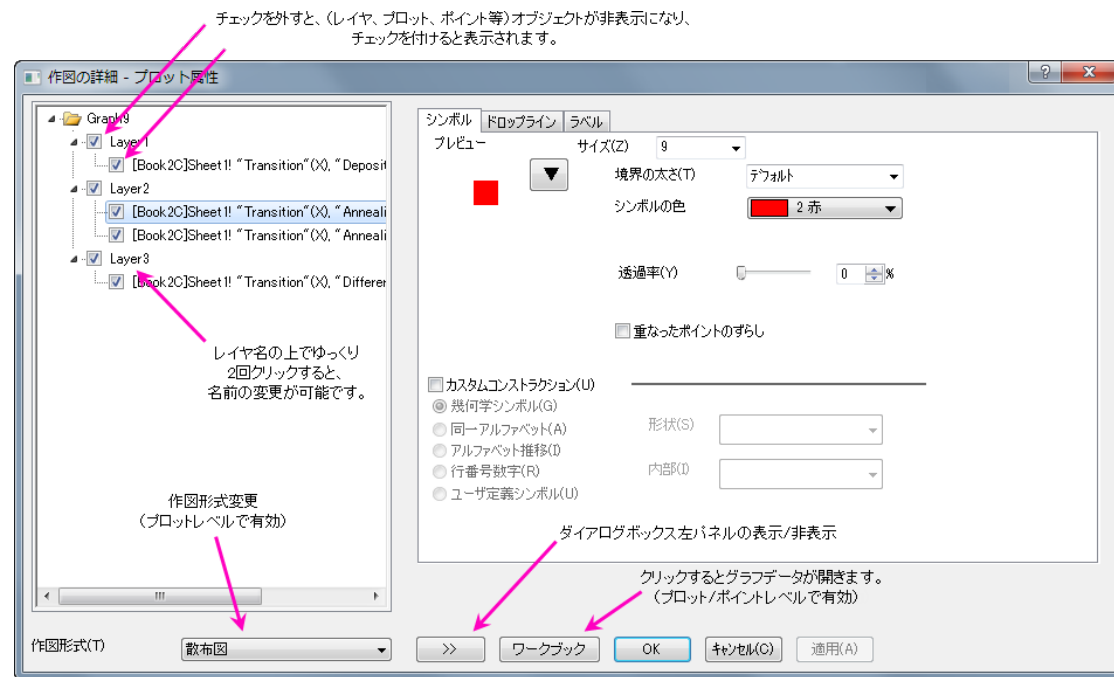 チェックを外すと、(レイヤ、プロット、ポイント等)オブジェクトが非表示になり、
チェックを付けると表示されます。
作図の詳細 - プロット属性
Graph9
Layer1
[Book2C]Sheet1! "Transition"(X), "Deposit
Layer2
[Book2C]Sheet1! "Transition"(X), "Anneali
[Book2C]Sheet1! "Transition"(X), "Anneali
Layer3
[Book2C]Sheet1! "Transition"(X), "Differer
レイヤ名の上でゆっくり
2回クリックすると、
名前の変更が可能です。
作図形式変更
(プロットレベルで有効)
作図形式(T)
散布図
シンボル ドロップライン ラベル
プレビュー
サイズ(Z) 9
境界の太さ(T) デフォルト
シンボルの色 2 赤
透過率(Y) 0 %
重なったポイントのずらし
カスタムコンストラクション(U)
幾何学シンボル(G)
同一アルファベット(A)
アルファベット推移(I)
行番号数字(R)
ユーザ定義シンボル(U)
形状(S)
内部(I)
ダイアログボックス左パネルの表示/非表示
クリックするとグラフデータが開きます。
(プロット/ポイントレベルで有効)
>> ワークブック OK キャンセル(C) 適用(A)